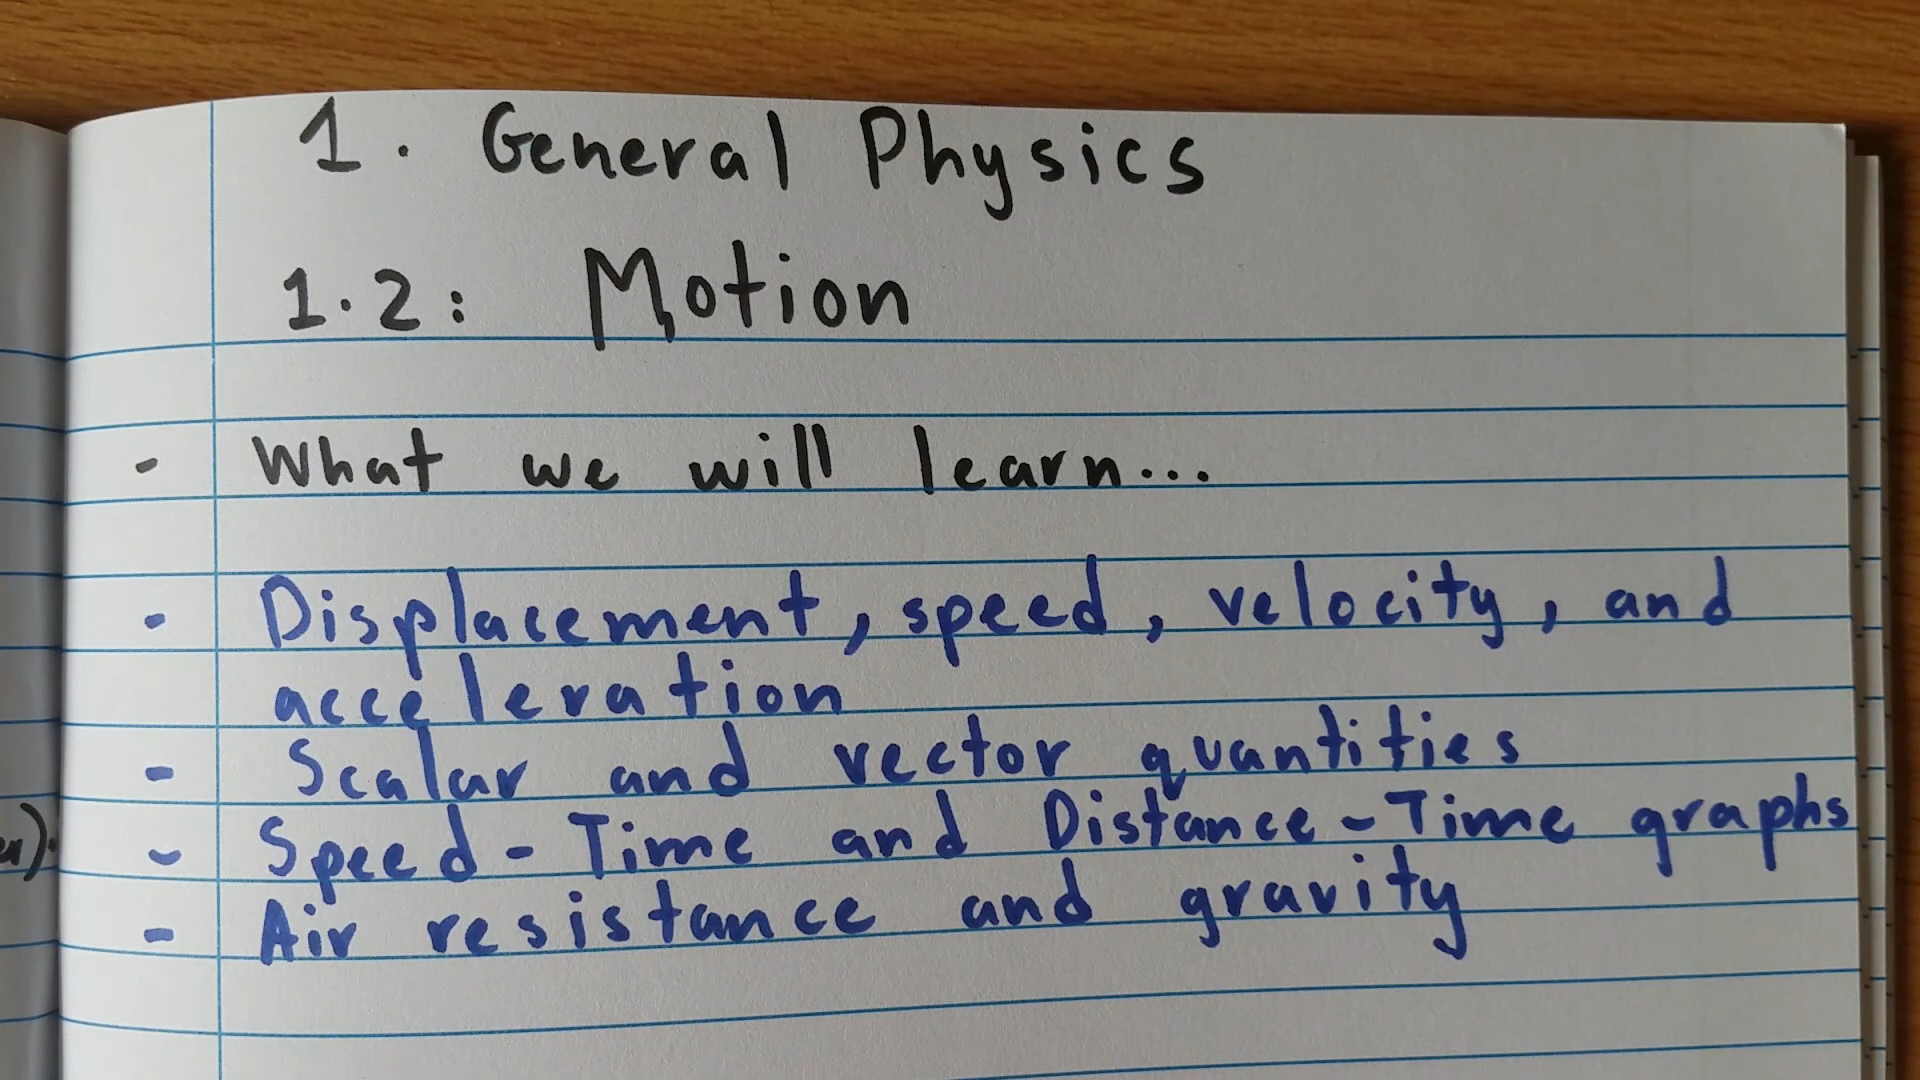 1. General Physics
1.2: Motion
- What we will learn...
- Displacement, speed, velocity, and
acceleration
- Scalar and vector quantities
- Speed-Time and Distance-Time graphs
- Air resistance and gravity